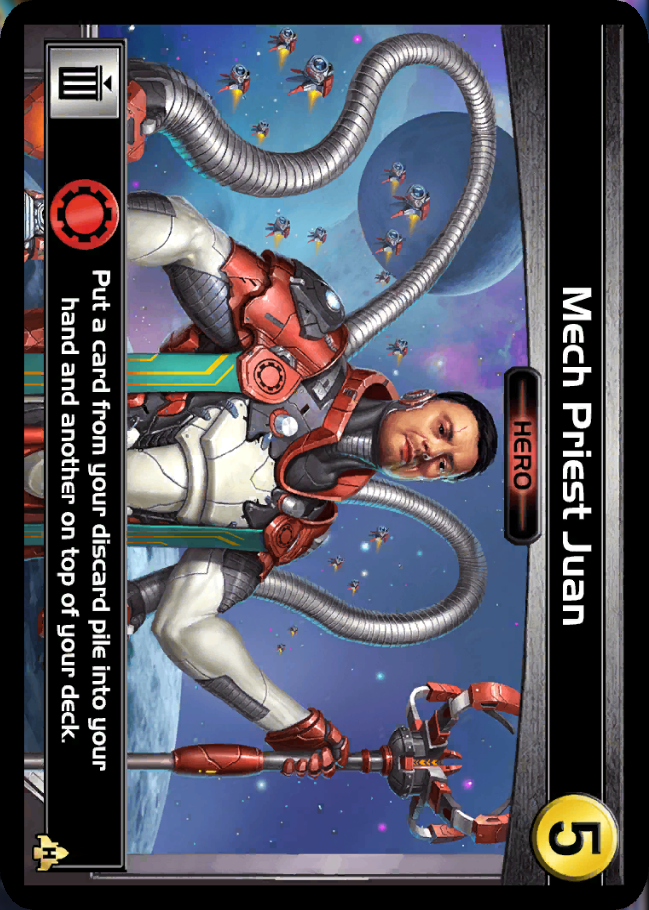 Mech Priest Juan
5
HERO
Put a card from your discard pile into your
hand and another on top of your deck.
H